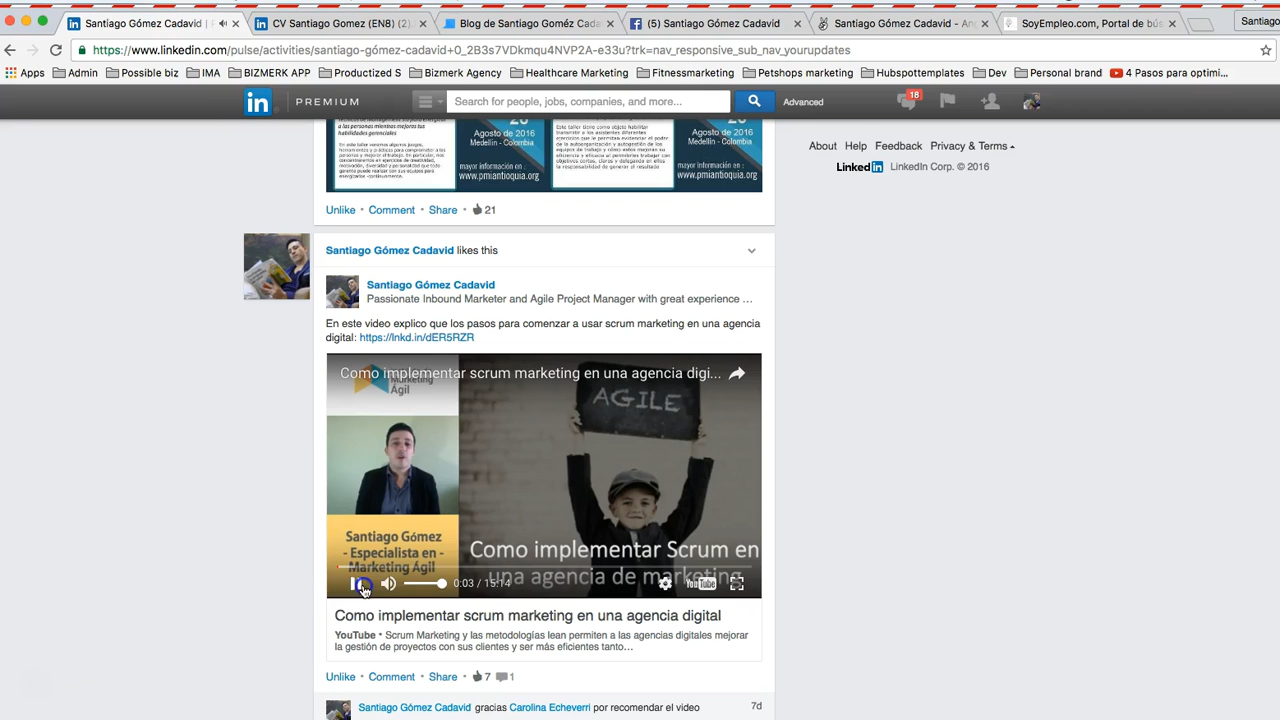 Santiago Gómez Cadavid |
CV Santiago Gomez (EN8) (2)
Blog de Santiago Goméz Cada
(5) Santiago Gómez Cadavid
Santiago Gómez Cadavid - An
SoyEmpleo.com, Portal de bús
Santiago
https://www.linkedin.com/pulse/activities/santiago-gómez-cadavid+0_2B3s7VDkmqu4NVP2A-e33u?trk=nav_responsive_sub_nav_yourupdates
Apps Admin Possible biz IMA BIZMERK APP Productized S Bizmerk Agency Healthcare Marketing Fitnessmarketing Petshops marketing Hubspottemplates Dev Personal brand 4 Pasos para optimi...
in PREMIUM Search for people, jobs, companies, and more... Advanced 18
Agosto de 2016
Medellín - Colombia
mayor información en :
www.pmiantioquia.org
Agosto de 2016
Medellín - Colombia
mayor información en :
www.pmiantioquia.org
About Help Feedback Privacy & Terms
Linked in LinkedIn Corp. © 2016
Unlike • Comment • Share • 21
Santiago Gómez Cadavid likes this
Santiago Gómez Cadavid
Passionate Inbound Marketer and Agile Project Manager with great experience ...
En este video explico que los pasos para comenzar a usar scrum marketing en una agencia
digital: https://lnkd.in/dER5RZR
Como implementar scrum marketing en una agencia digi...
Marketing
Ágil
AGILE
Santiago Gómez
- Especialista en -
Marketing Ágil
Como implementar Scrum en
una agencia de marketing
0:03 / 15:14
YouTube
Como implementar scrum marketing en una agencia digital
YouTube • Scrum Marketing y las metodologías lean permiten a las agencias digitales mejorar
la gestión de proyectos con sus clientes y ser más eficientes tanto...
Unlike • Comment • Share • 7 1
Santiago Gómez Cadavid gracias Carolina Echeverri por recomendar el video 7d